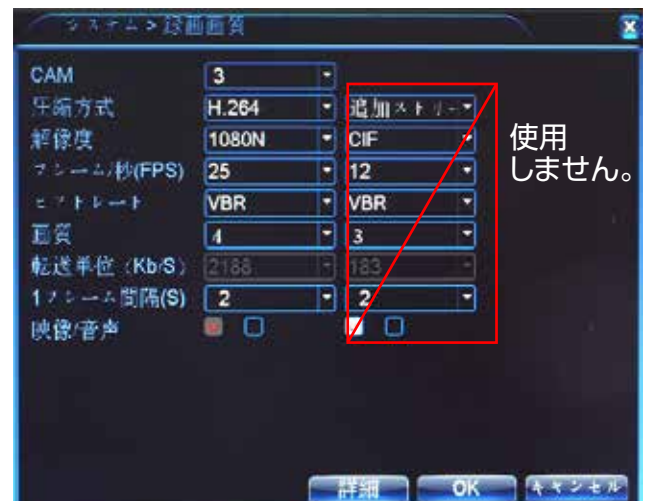 システム>録画画質
CAM 3
圧縮方式 H.264 追加ストリー
解像度 1080N CIF
フレーム/秒(FPS) 25 12
ビットレート VBR VBR
画質 4 3
転送単位(Kb/S) 2188 183
Iフレーム間隔(S) 2 2
映像/音声
使用
しません。
詳細 OK キャンセル